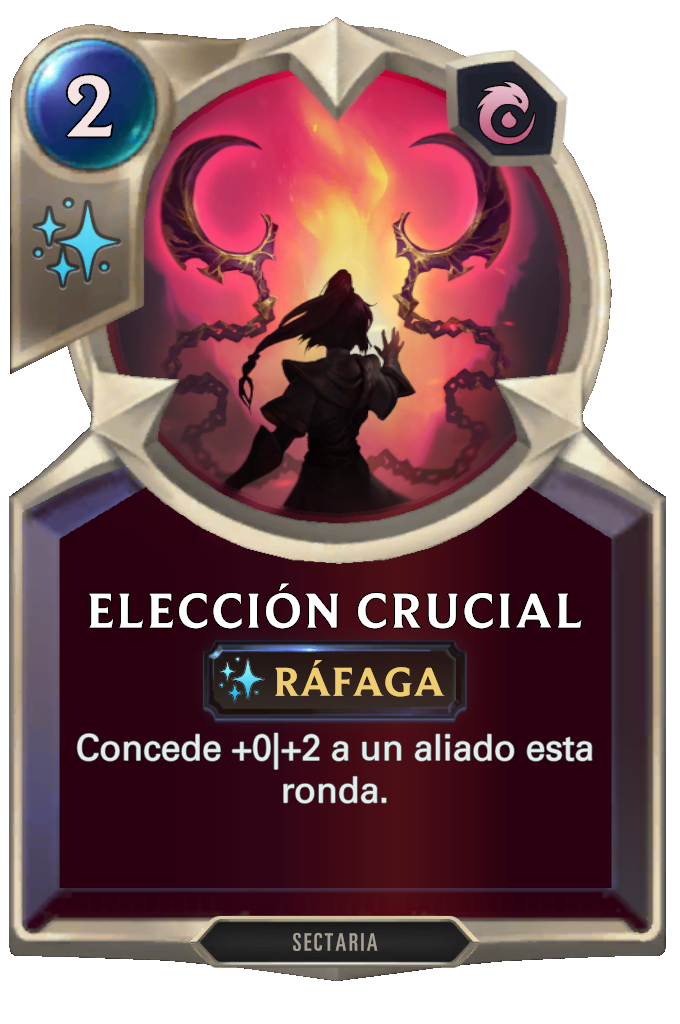 2
ELECCIÓN CRUCIAL
RÁFAGA
Concede +0|+2 a un aliado esta
ronda.
SECTARIA